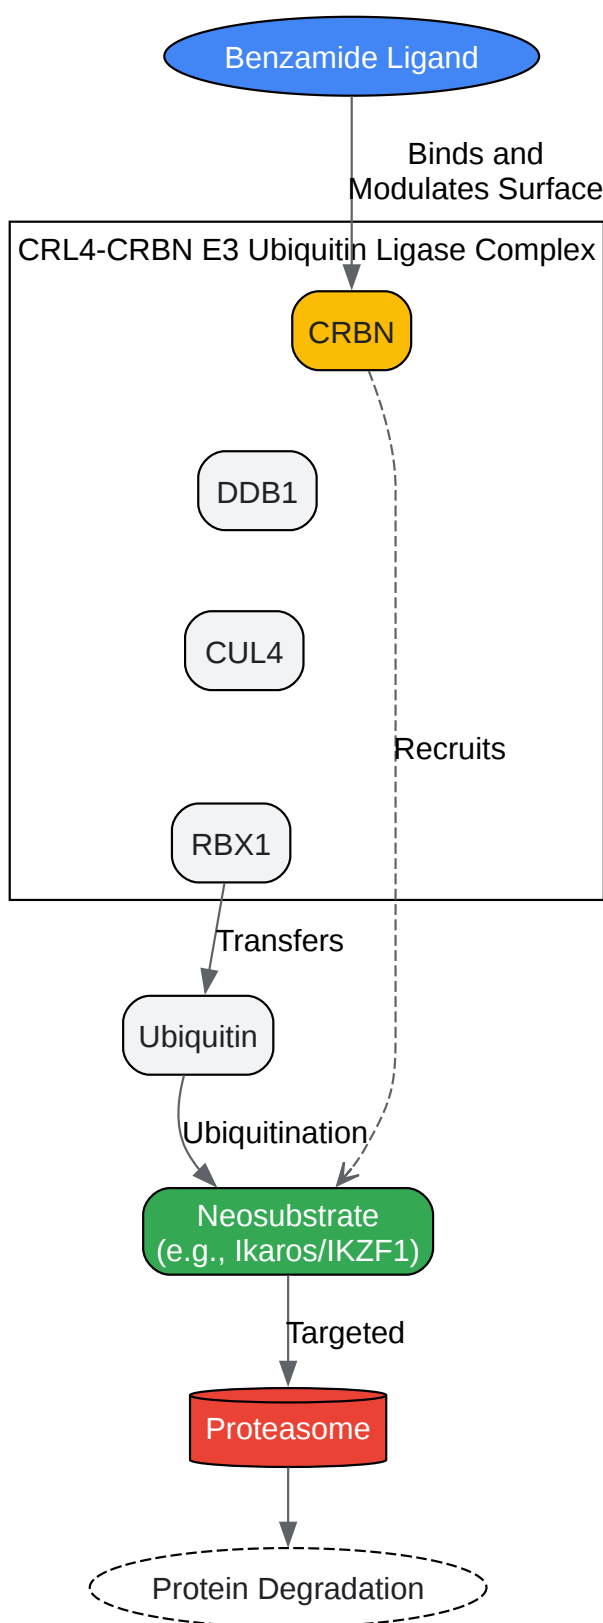 Benzamide Ligand
Binds and
Modulates Surface
CRL4-CRBN E3 Ubiquitin Ligase Complex
CRBN
DDB1
CUL4
Recruits
RBX1
Transfers
Ubiquitin
Ubiquitination
Neosubstrate
(e.g., Ikaros/IKZF1)
Targeted
Proteasome
Protein Degradation